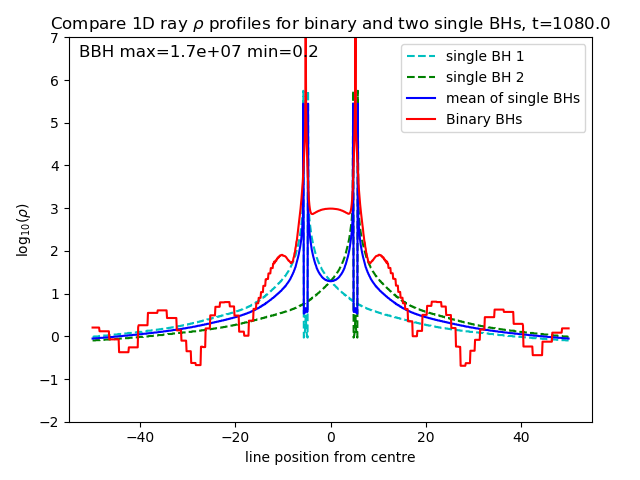 Compare 1D ray ρ profiles for binary and two single BHs, t=1080.0
BBH max=1.7e+07 min=0.2
single BH 1
single BH 2
mean of single BHs
Binary BHs
log₁₀(ρ)
7
6
5
4
3
2
1
0
−1
−2
−40 −20 0 20 40
line position from centre